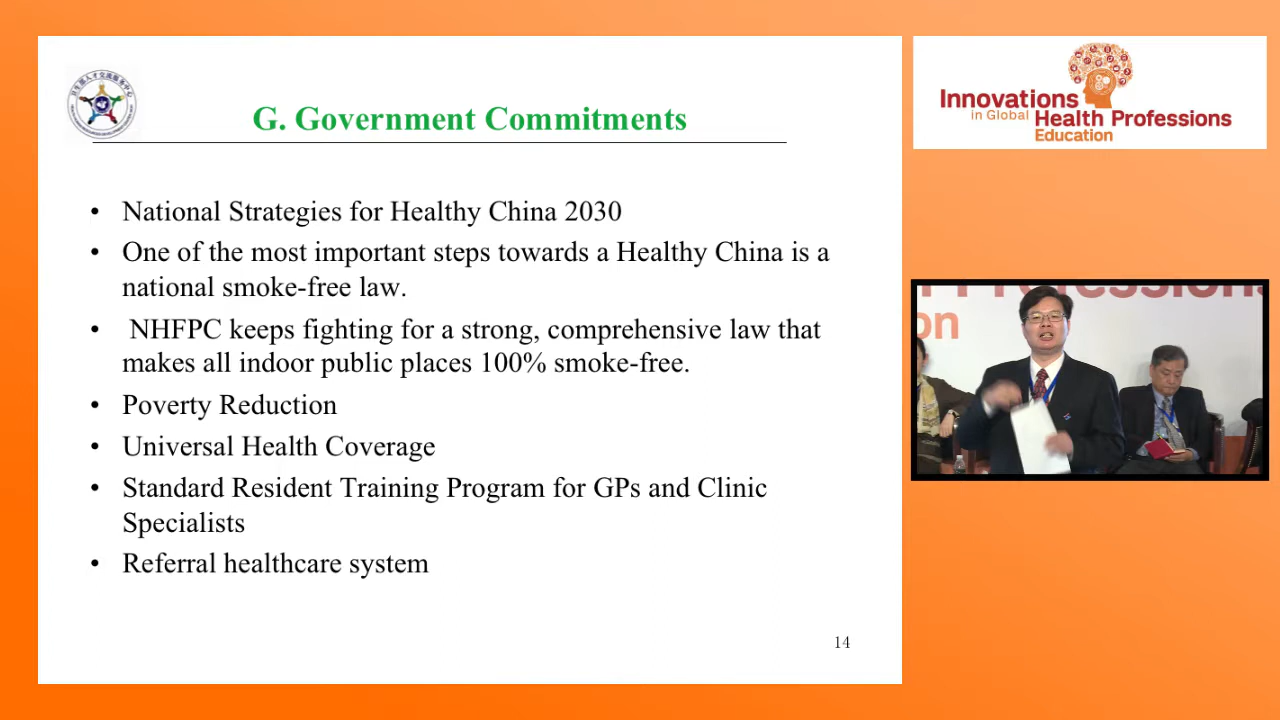 G. Government Commitments
• National Strategies for Healthy China 2030
• One of the most important steps towards a Healthy China is a
national smoke-free law.
• NHFPC keeps fighting for a strong, comprehensive law that
makes all indoor public places 100% smoke-free.
• Poverty Reduction
• Universal Health Coverage
• Standard Resident Training Program for GPs and Clinic
Specialists
• Referral healthcare system
14
Innovations
in Global Health Professions
Education